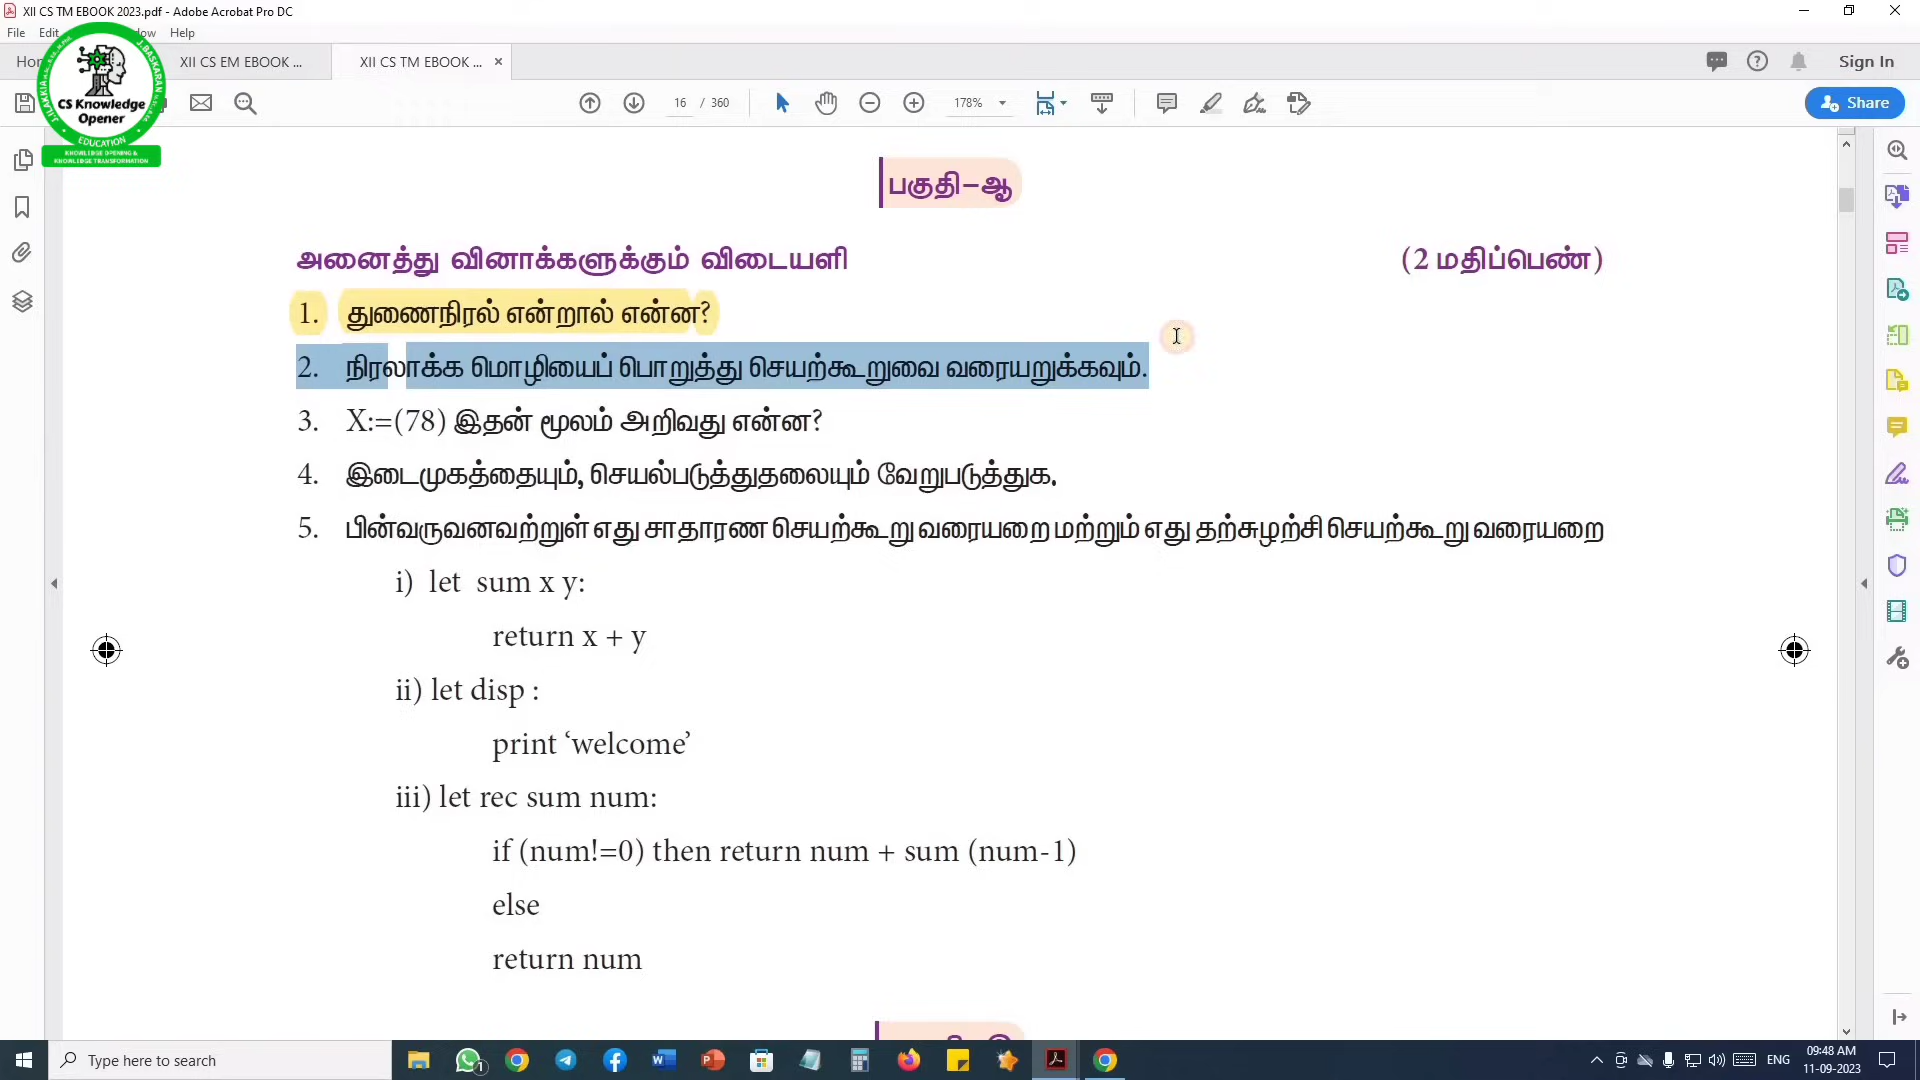 XII CS TM EBOOK 2023.pdf - Adobe Acrobat Pro DC
File Edit Help
XII CS EM EBOOK ... XII CS TM EBOOK ... Sign In
16 / 360 178% Share
CS Knowledge
Opener
EDUCATION
KNOWLEDGE OPENING &
KNOWLEDGE TRANSFORMATION
பகுதி–ஆ
அனைத்து வினாக்களுக்கும் விடையளி (2 மதிப்பெண்)
1. துணைநிரல் என்றால் என்ன?
2. நிரலாக்க மொழியைப் பொறுத்து செயற்கூறுவை வரையறுக்கவும்.
3. X:=(78) இதன் மூலம் அறிவது என்ன?
4. இடைமுகத்தையும், செயல்படுத்துதலையும் வேறுபடுத்துக.
5. பின்வருவனவற்றுள் எது சாதாரண செயற்கூறு வரையறை மற்றும் எது தற்சுழற்சி செயற்கூறு வரையறை
i) let sum x y:
return x + y
ii) let disp :
print ‘welcome’
iii) let rec sum num:
if (num!=0) then return num + sum (num-1)
else
return num
Type here to search
ENG
09:48 AM
11-09-2023